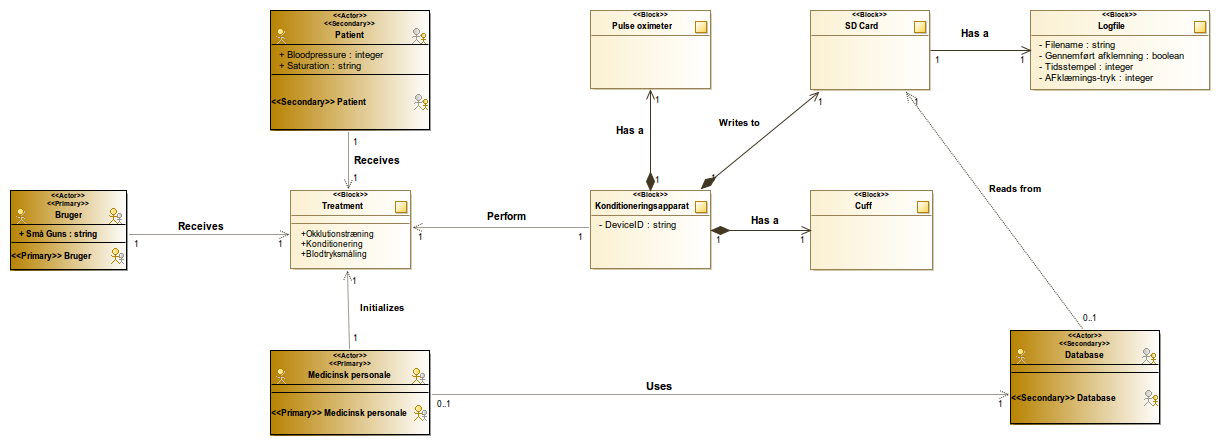 <<Actor>>
<<Secondary>>
Patient
+ Bloodpressure : integer
+ Saturation : string
<<Secondary>> Patient
<<Block>>
Pulse oximeter
<<Block>>
SD Card
Has a
1
1
<<Block>>
Logfile
- Filename : string
- Gennemført afklemning : boolean
- Tidsstempel : integer
- AFklæmings-tryk : integer
1
Receives
1
Has a
1
1
Writes to
1
1
<<Actor>>
<<Primary>>
Bruger
+ Små Guns : string
<<Primary>> Bruger
Receives
1
1
<<Block>>
Treatment
+Okklutionstræning
+Konditionering
+Blodtryksmåling
Perform
1
1
<<Block>>
Konditioneringsapparat
- DeviceID : string
Has a
1
1
<<Block>>
Cuff
Reads from
1
0..1
1
Initializes
1
<<Actor>>
<<Primary>>
Medicinsk personale
<<Primary>> Medicinsk personale
Uses
0..1
1
<<Actor>>
<<Secondary>>
Database
<<Secondary>> Database